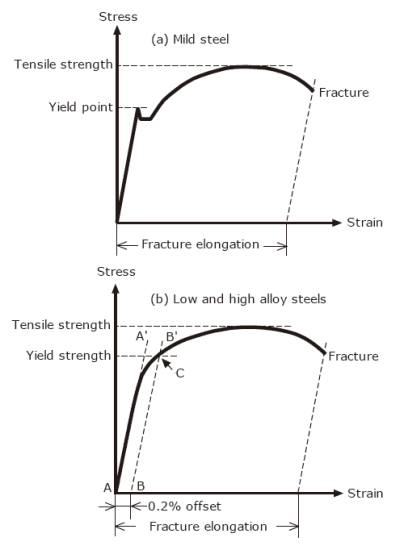 Stress
(a) Mild steel
Tensile strength
Yield point
Fracture
Strain
Fracture elongation
Stress
(b) Low and high alloy steels
Tensile strength
A' B'
Yield strength
Fracture
C
A B
Strain
0.2% offset
Fracture elongation